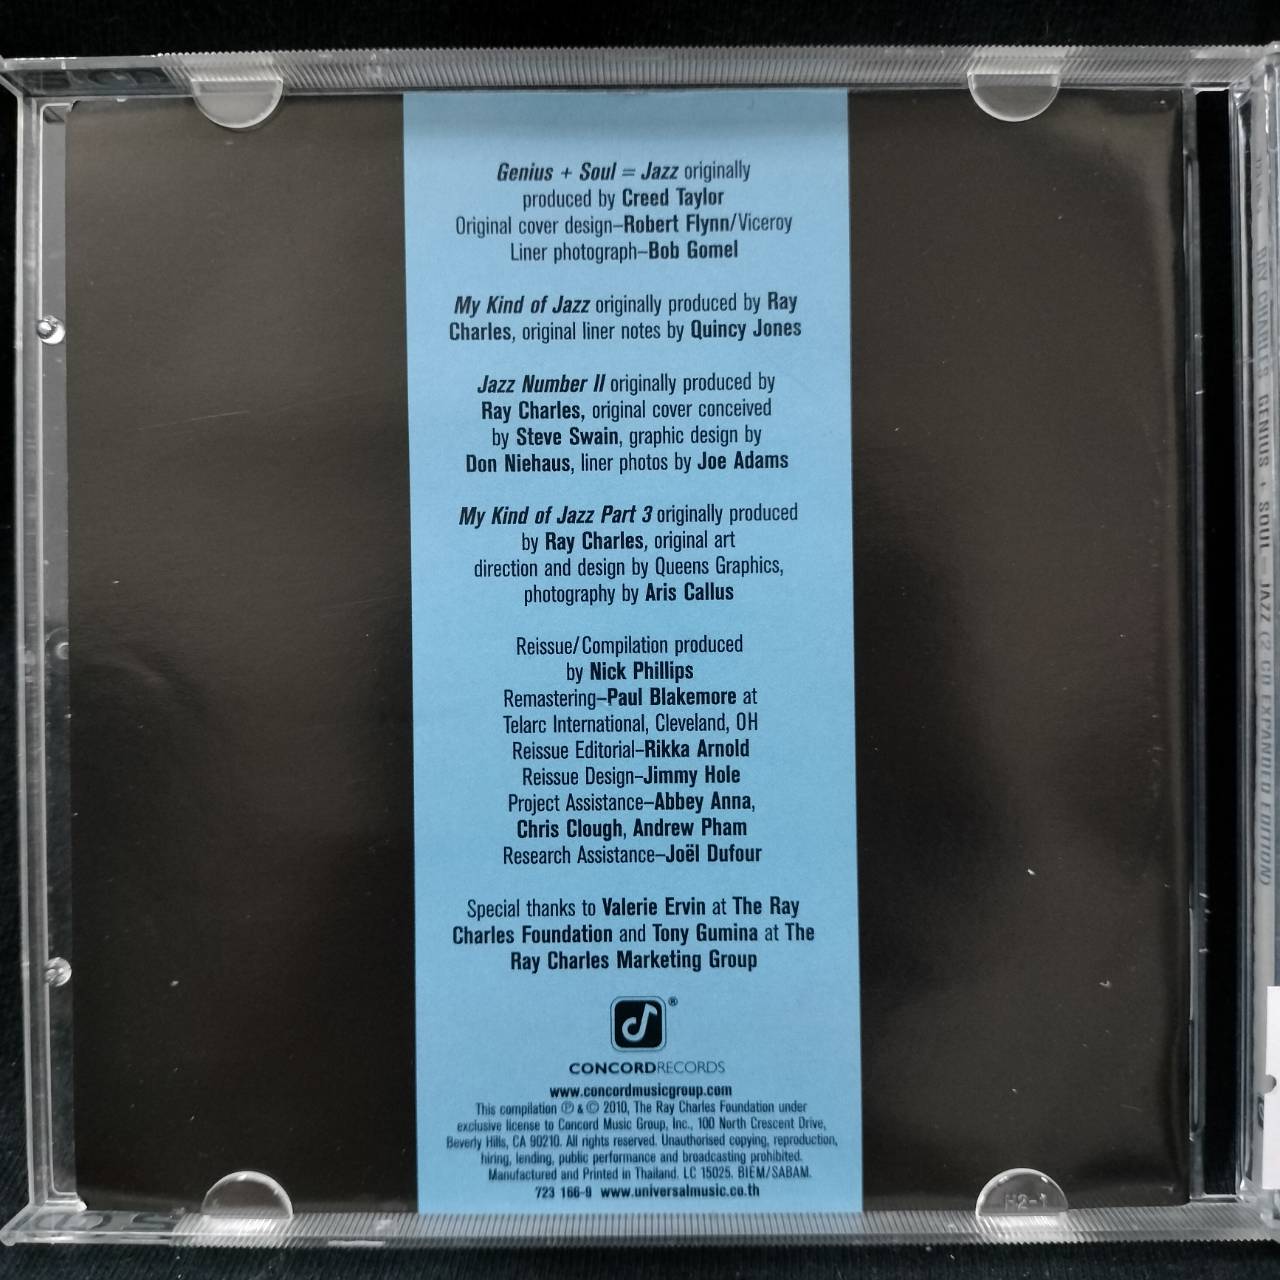 Genius + Soul = Jazz originally
produced by Creed Taylor
Original cover design–Robert Flynn/Viceroy
Liner photograph–Bob Gomel
My Kind of Jazz originally produced by Ray
Charles, original liner notes by Quincy Jones
Jazz Number II originally produced by
Ray Charles, original cover conceived
by Steve Swain, graphic design by
Don Niehaus, liner photos by Joe Adams
My Kind of Jazz Part 3 originally produced
by Ray Charles, original art
direction and design by Queens Graphics,
photography by Aris Callus
Reissue/Compilation produced
by Nick Phillips
Remastering–Paul Blakemore at
Telarc International, Cleveland, OH
Reissue Editorial–Rikka Arnold
Reissue Design–Jimmy Hole
Project Assistance–Abbey Anna,
Chris Clough, Andrew Pham
Research Assistance–Joël Dufour
Special thanks to Valerie Ervin at The Ray
Charles Foundation and Tony Gumina at The
Ray Charles Marketing Group
®
CONCORDRECORDS
www.concordmusicgroup.com
This compilation ℗ & © 2010, The Ray Charles Foundation under
exclusive license to Concord Music Group, Inc., 100 North Crescent Drive,
Beverly Hills, CA 90210. All rights reserved. Unauthorised copying, reproduction,
hiring, lending, public performance and broadcasting prohibited.
Manufactured and Printed in Thailand. LC 15025. BIEM/SABAM.
723 166-9 www.universalmusic.co.th
H2-1
RAY CHARLES GENIUS + SOUL = JAZZ (2 CD EXPANDED EDITION)